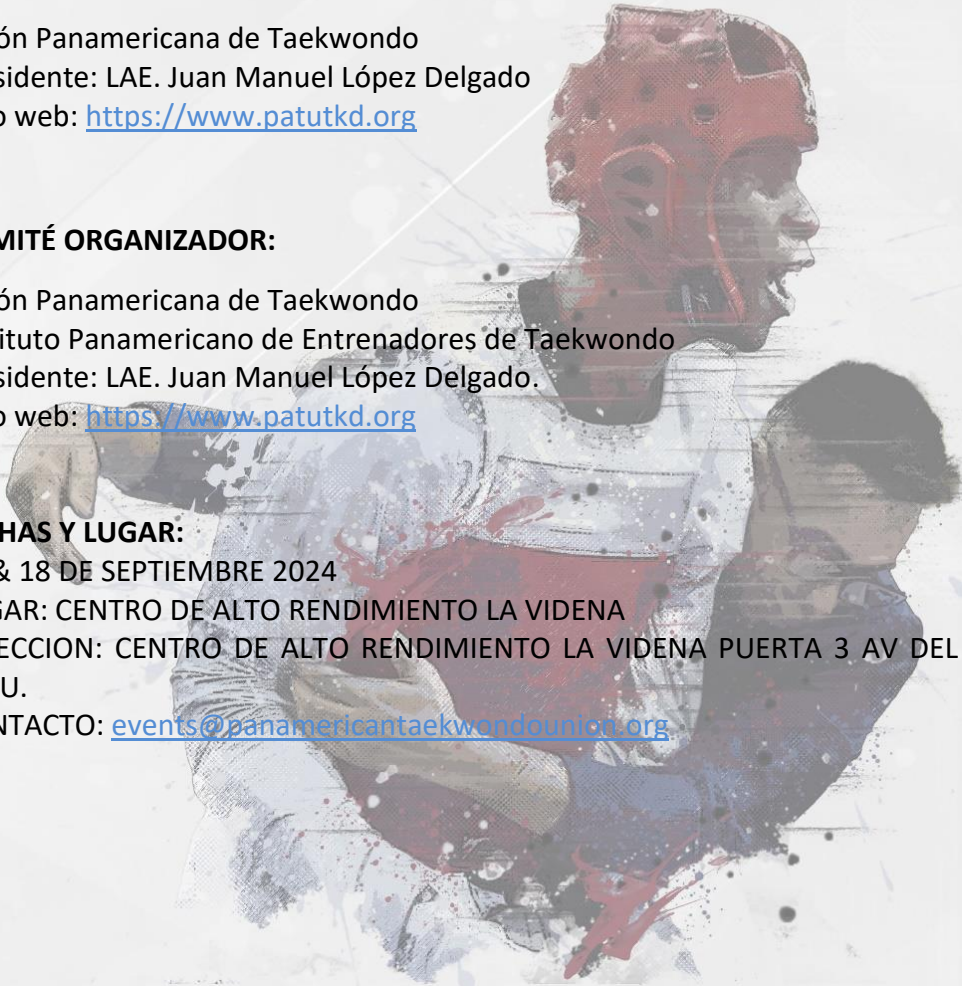 ón Panamericana de Taekwondo
sidente: LAE. Juan Manuel López Delgado
o web: https://www.patutkd.org
MITÉ ORGANIZADOR:
ón Panamericana de Taekwondo
ituto Panamericano de Entrenadores de Taekwondo
sidente: LAE. Juan Manuel López Delgado.
o web: https://www.patutkd.org
HAS Y LUGAR:
& 18 DE SEPTIEMBRE 2024
GAR: CENTRO DE ALTO RENDIMIENTO LA VIDENA
ECCION: CENTRO DE ALTO RENDIMIENTO LA VIDENA PUERTA 3 AV DEL
U.
NTACTO: events@panamericantaekwondounion.org